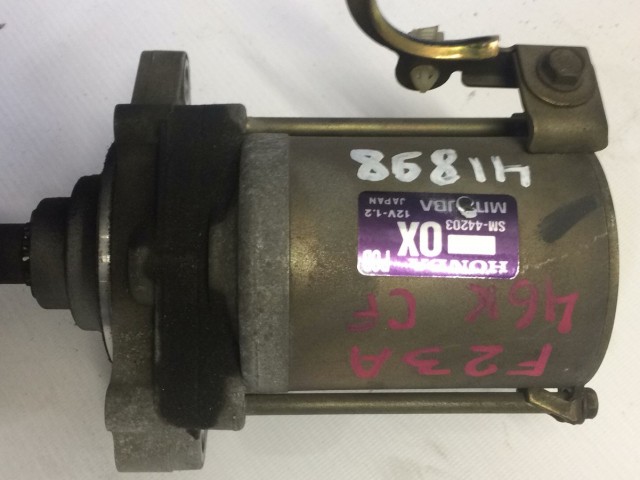 F23A
46K CF
HONDA
OX
SM-44203
12V-1.2
MITSUBA JAPAN
41898